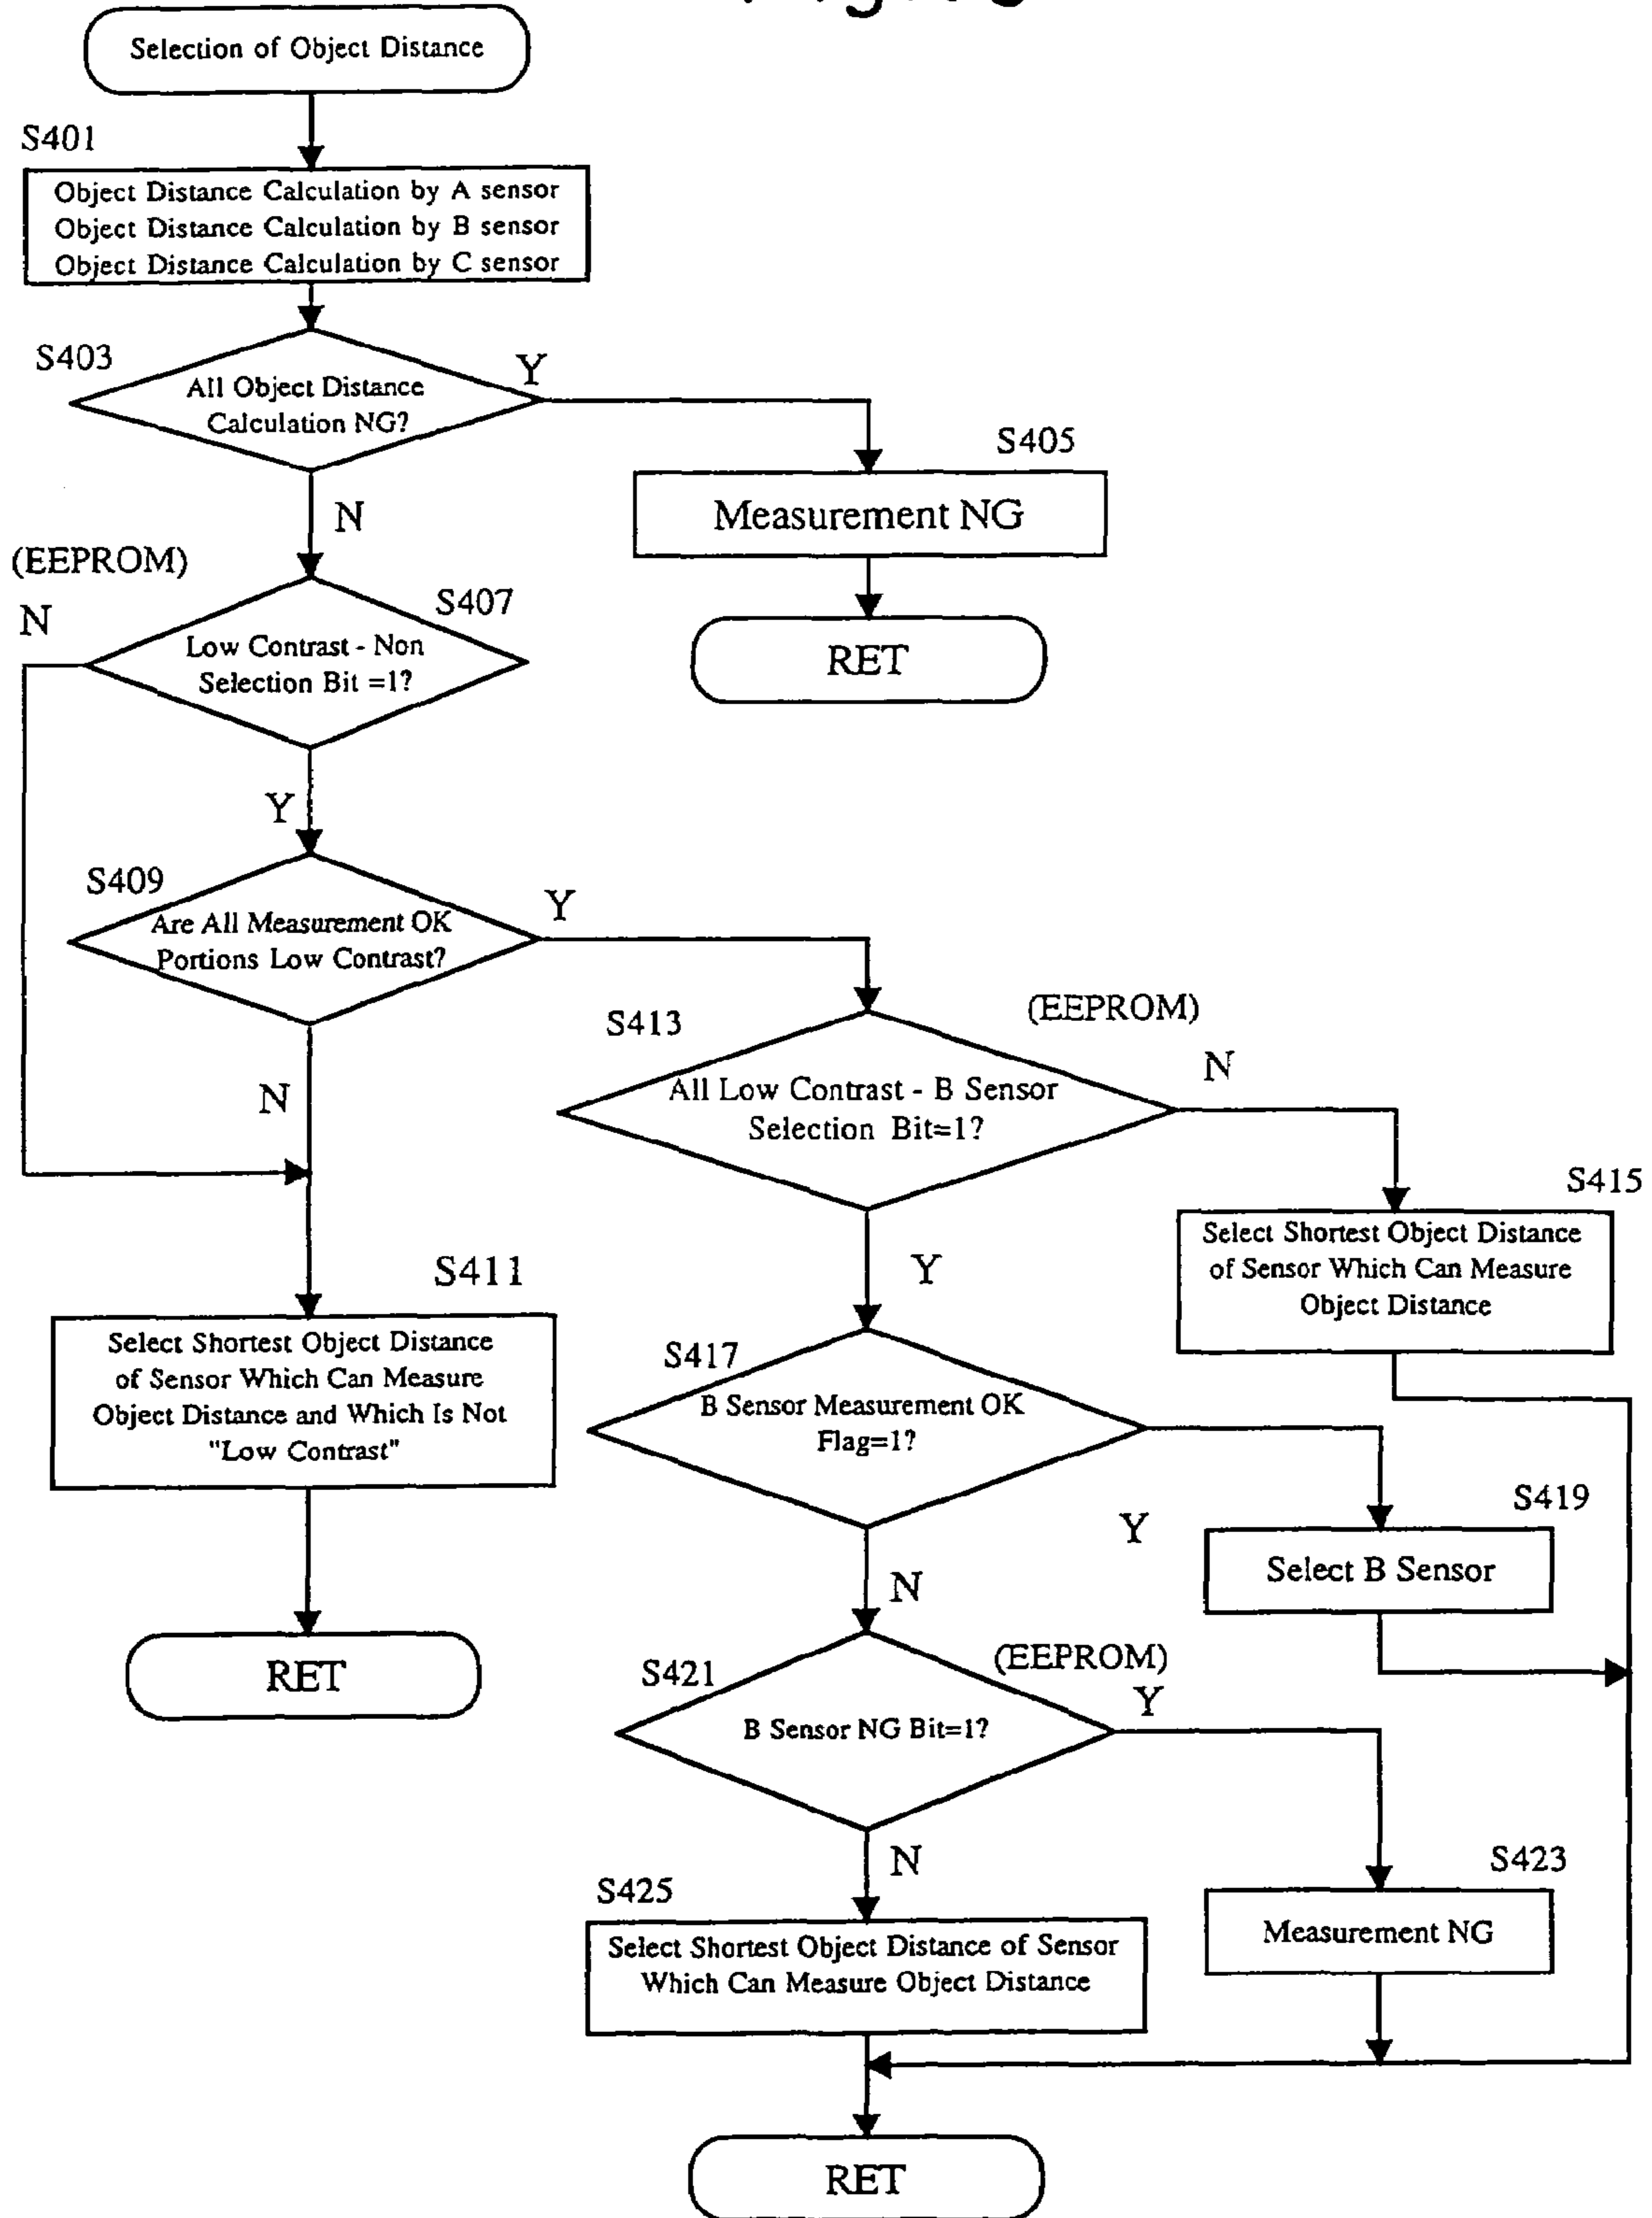 Selection of Object Distance
S401
Object Distance Calculation by A sensor
Object Distance Calculation by B sensor
Object Distance Calculation by C sensor
S403
All Object Distance
Calculation NG?
Y
S405
Measurement NG
N
RET
(EEPROM)
N
S407
Low Contrast - Non
Selection Bit =1?
Y
S409
Are All Measurement OK
Portions Low Contrast?
Y
N
S413
(EEPROM)
All Low Contrast - B Sensor
Selection Bit=1?
N
S415
Select Shortest Object Distance
of Sensor Which Can Measure
Object Distance
Y
S411
Select Shortest Object Distance
of Sensor Which Can Measure
Object Distance and Which Is Not
"Low Contrast"
RET
S417
B Sensor Measurement OK
Flag=1?
Y
S419
Select B Sensor
N
S421
(EEPROM)
Y
B Sensor NG Bit=1?
N
S423
Measurement NG
S425
Select Shortest Object Distance of Sensor
Which Can Measure Object Distance
RET